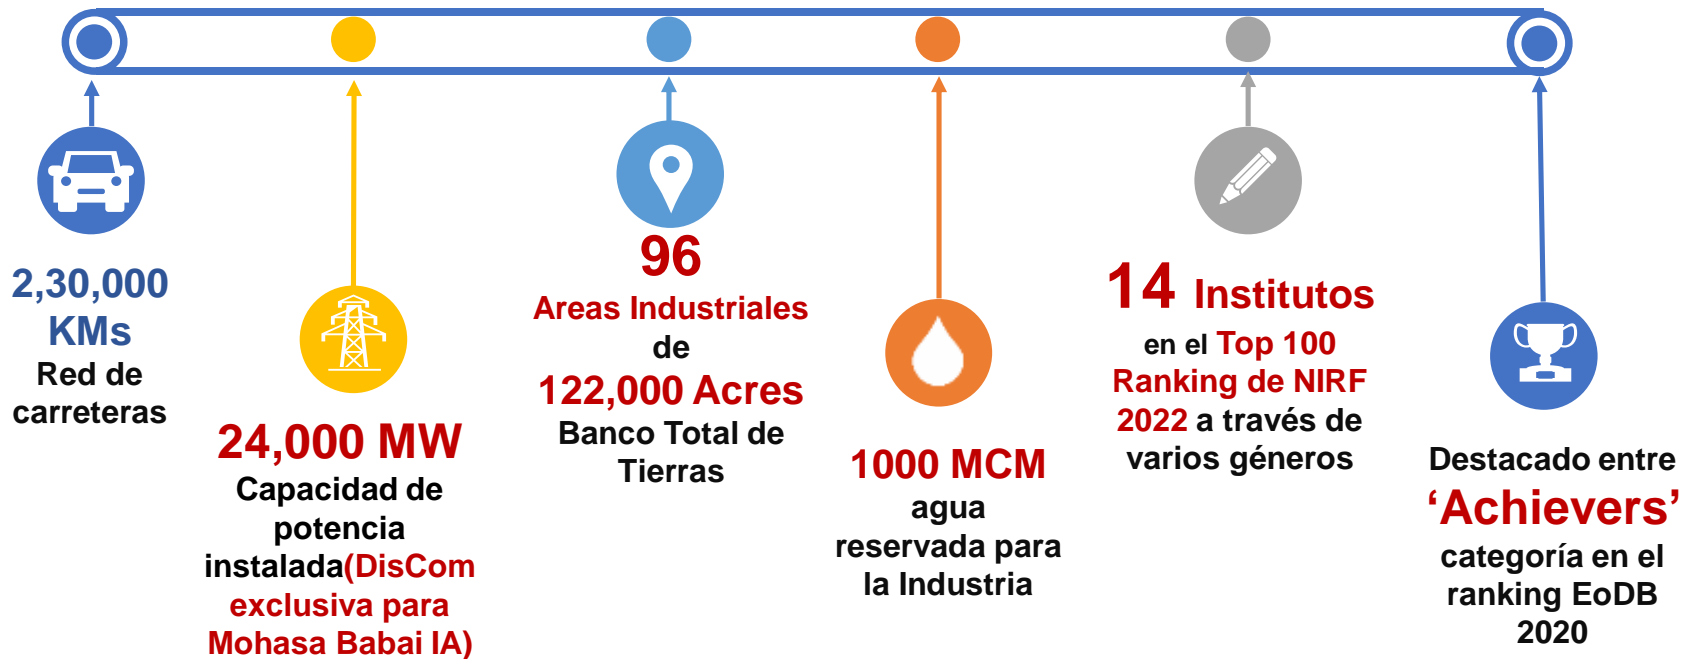 2,30,000
KMs
Red de
carreteras
24,000 MW
Capacidad de
potencia
instalada(DisCom
exclusiva para
Mohasa Babai IA)
96
Areas Industriales
de
122,000 Acres
Banco Total de
Tierras
1000 MCM
agua
reservada para
la Industria
14 Institutos
en el Top 100
Ranking de NIRF
2022 a través de
varios géneros
Destacado entre
‘Achievers’
categoría en el
ranking EoDB
2020